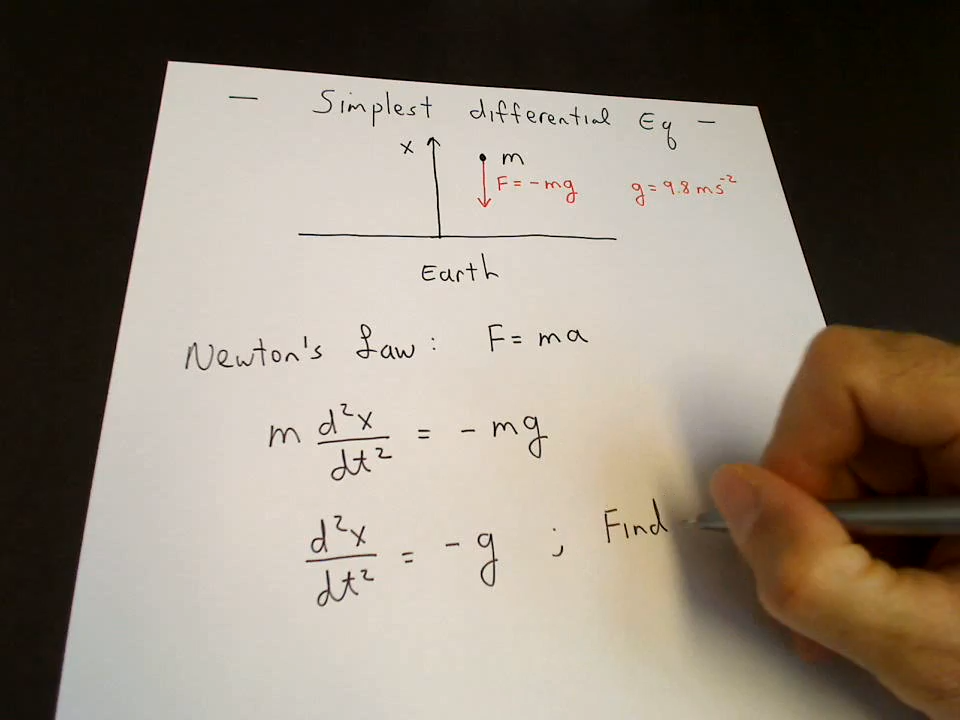 — Simplest differential Eq —
x m
F = -mg g = 9.8 ms⁻²
Earth
Newton's Law : F = ma
m d²x/dt² = - mg
d²x/dt² = - g ; Find